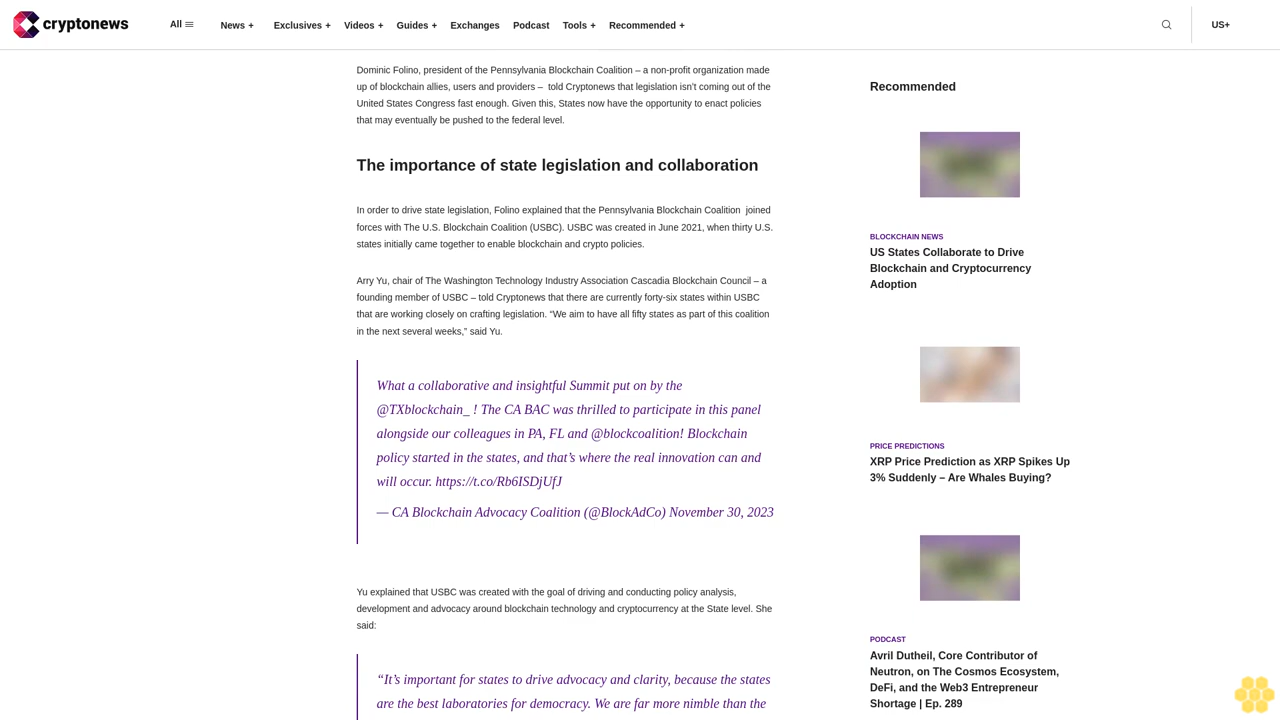 cryptonews
All
News +
Exclusives +
Videos +
Guides +
Exchanges
Podcast
Tools +
Recommended +
US+
Dominic Folino, president of the Pennsylvania Blockchain Coalition – a non-profit organization made
up of blockchain allies, users and providers –  told Cryptonews that legislation isn’t coming out of the
United States Congress fast enough. Given this, States now have the opportunity to enact policies
that may eventually be pushed to the federal level.
The importance of state legislation and collaboration
In order to drive state legislation, Folino explained that the Pennsylvania Blockchain Coalition  joined
forces with The U.S. Blockchain Coalition (USBC). USBC was created in June 2021, when thirty U.S.
states initially came together to enable blockchain and crypto policies.
Arry Yu, chair of The Washington Technology Industry Association Cascadia Blockchain Council – a
founding member of USBC – told Cryptonews that there are currently forty-six states within USBC
that are working closely on crafting legislation. “We aim to have all fifty states as part of this coalition
in the next several weeks,” said Yu.
What a collaborative and insightful Summit put on by the
@TXblockchain_ ! The CA BAC was thrilled to participate in this panel
alongside our colleagues in PA, FL and @blockcoalition! Blockchain
policy started in the states, and that’s where the real innovation can and
will occur. https://t.co/Rb6ISDjUfJ
— CA Blockchain Advocacy Coalition (@BlockAdCo) November 30, 2023
Yu explained that USBC was created with the goal of driving and conducting policy analysis,
development and advocacy around blockchain technology and cryptocurrency at the State level. She
said:
“It’s important for states to drive advocacy and clarity, because the states
are the best laboratories for democracy. We are far more nimble than the
Recommended
BLOCKCHAIN NEWS
US States Collaborate to Drive
Blockchain and Cryptocurrency
Adoption
PRICE PREDICTIONS
XRP Price Prediction as XRP Spikes Up
3% Suddenly – Are Whales Buying?
PODCAST
Avril Dutheil, Core Contributor of
Neutron, on The Cosmos Ecosystem,
DeFi, and the Web3 Entrepreneur
Shortage | Ep. 289